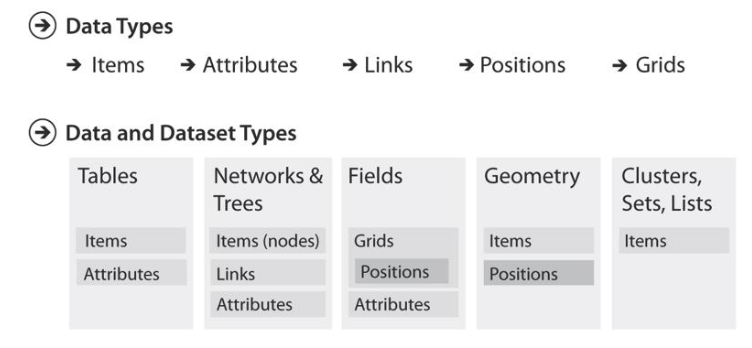 Data Types
Items Attributes Links Positions Grids
Data and Dataset Types
Tables
Items
Attributes
Networks &
Trees
Items (nodes)
Links
Attributes
Fields
Grids
Positions
Attributes
Geometry
Items
Positions
Clusters,
Sets, Lists
Items